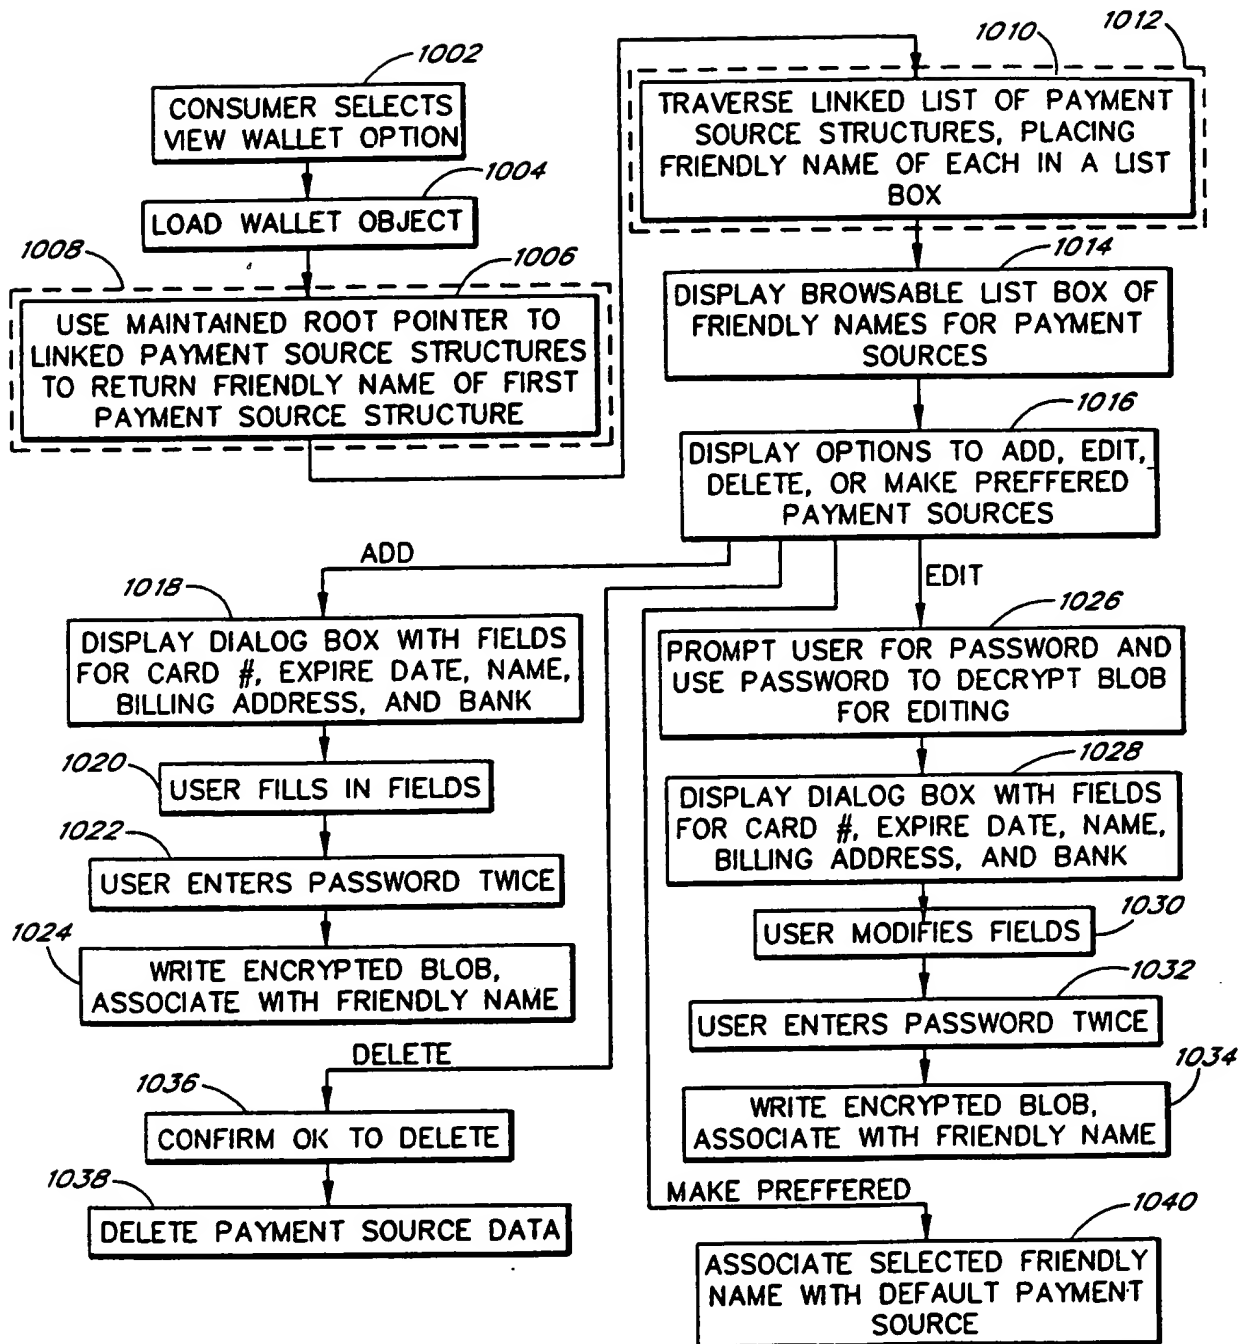 1002
CONSUMER SELECTS
VIEW WALLET OPTION
1004
LOAD WALLET OBJECT
1008
1006
USE MAINTAINED ROOT POINTER TO
LINKED PAYMENT SOURCE STRUCTURES
TO RETURN FRIENDLY NAME OF FIRST
PAYMENT SOURCE STRUCTURE
1010
1012
TRAVERSE LINKED LIST OF PAYMENT
SOURCE STRUCTURES, PLACING
FRIENDLY NAME OF EACH IN A LIST
BOX
1014
DISPLAY BROWSABLE LIST BOX OF
FRIENDLY NAMES FOR PAYMENT
SOURCES
1016
DISPLAY OPTIONS TO ADD, EDIT,
DELETE, OR MAKE PREFFERED
PAYMENT SOURCES
ADD
1018
DISPLAY DIALOG BOX WITH FIELDS
FOR CARD #, EXPIRE DATE, NAME,
BILLING ADDRESS, AND BANK
1020
USER FILLS IN FIELDS
1022
USER ENTERS PASSWORD TWICE
1024
WRITE ENCRYPTED BLOB,
ASSOCIATE WITH FRIENDLY NAME
EDIT
1026
PROMPT USER FOR PASSWORD AND
USE PASSWORD TO DECRYPT BLOB
FOR EDITING
1028
DISPLAY DIALOG BOX WITH FIELDS
FOR CARD #, EXPIRE DATE, NAME,
BILLING ADDRESS, AND BANK
1030
USER MODIFIES FIELDS
1032
USER ENTERS PASSWORD TWICE
1034
WRITE ENCRYPTED BLOB,
ASSOCIATE WITH FRIENDLY NAME
DELETE
1036
CONFIRM OK TO DELETE
1038
DELETE PAYMENT SOURCE DATA
MAKE PREFFERED
1040
ASSOCIATE SELECTED FRIENDLY
NAME WITH DEFAULT PAYMENT
SOURCE